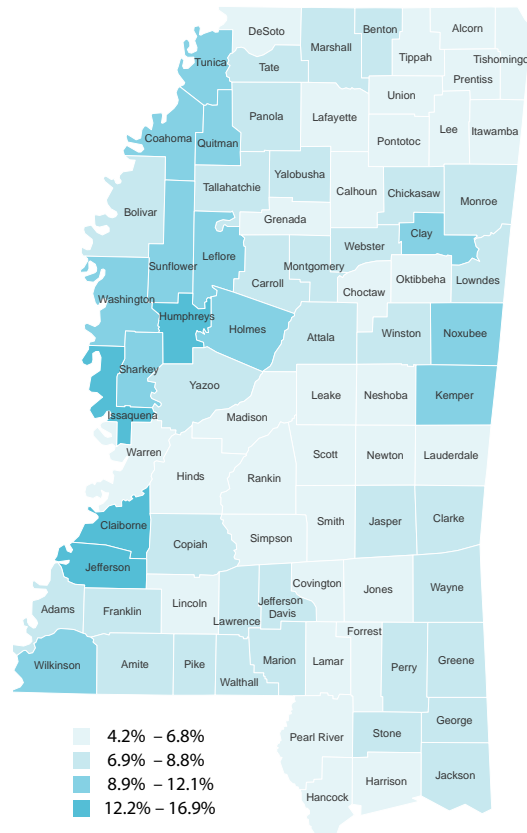 DeSoto
Alcorn
Benton
Marshall
Tippah
Tishomingo
Tunica
Tate
Prentiss
Union
Panola
Lafayette
Lee
Itawamba
Coahoma
Quitman
Pontotoc
Yalobusha
Tallahatchie
Calhoun
Chickasaw
Monroe
Bolivar
Grenada
Clay
Webster
Leflore
Sunflower
Montgomery
Carroll
Oktibbeha
Lowndes
Choctaw
Washington
Humphreys
Holmes
Attala
Winston
Noxubee
Sharkey
Yazoo
Leake
Neshoba
Kemper
Issaquena
Madison
Warren
Scott
Newton
Lauderdale
Hinds
Rankin
Claiborne
Smith
Jasper
Clarke
Copiah
Simpson
Jefferson
Covington
Jones
Wayne
Adams
Franklin
Lincoln
Jefferson
Davis
Lawrence
Forrest
Wilkinson
Amite
Pike
Marion
Lamar
Perry
Greene
Walthall
George
Pearl River
Stone
Jackson
Harrison
Hancock
4.2% – 6.8%
6.9% – 8.8%
8.9% – 12.1%
12.2% – 16.9%